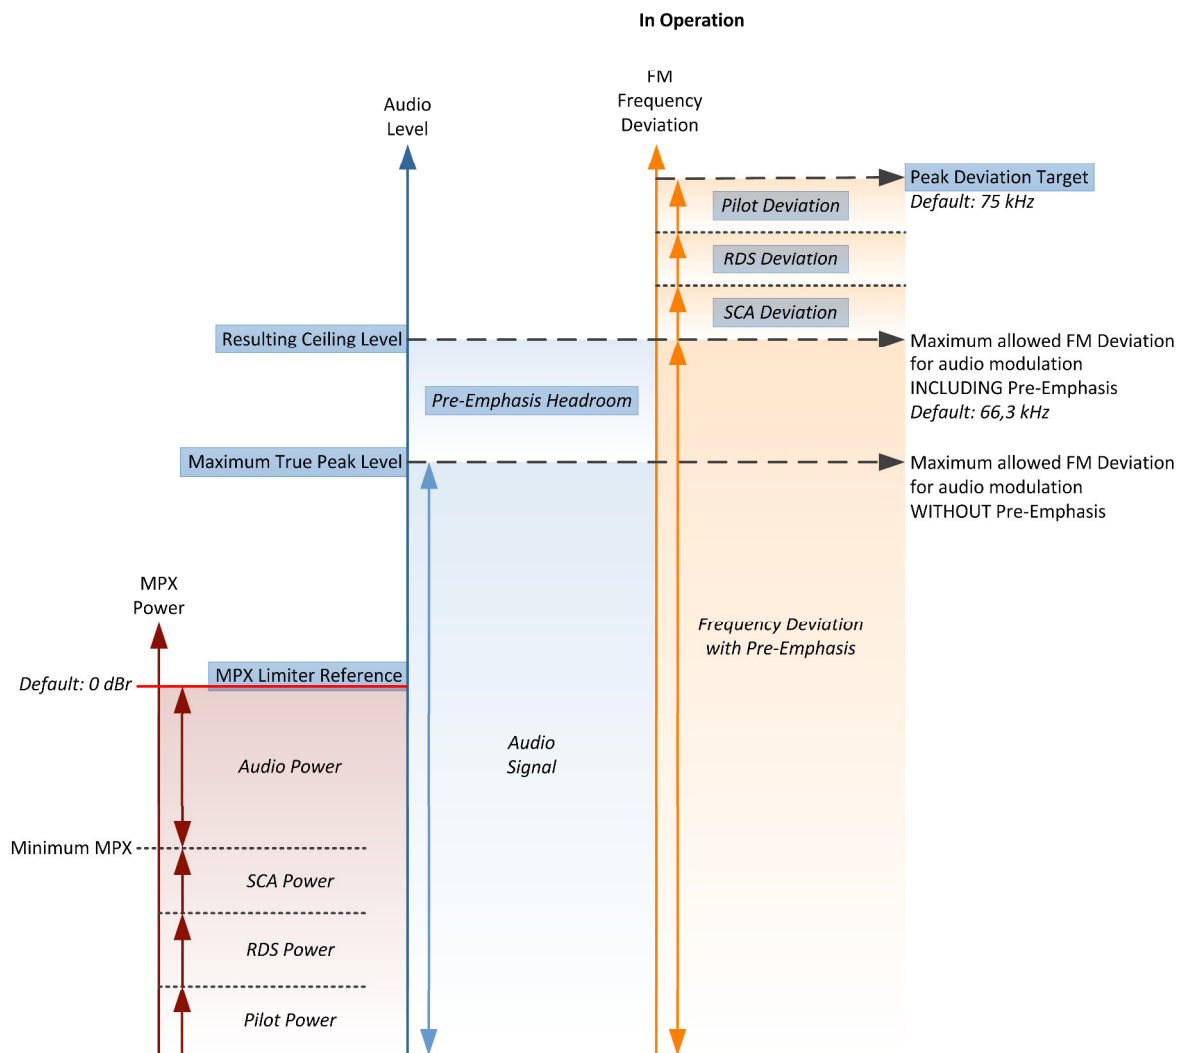 In Operation
FM
Frequency
Deviation
Audio
Level
Peak Deviation Target
Default: 75 kHz
Pilot Deviation
RDS Deviation
SCA Deviation
Resulting Ceiling Level
Maximum allowed FM Deviation
for audio modulation
INCLUDING Pre-Emphasis
Default: 66,3 kHz
Pre-Emphasis Headroom
Maximum True Peak Level
Maximum allowed FM Deviation
for audio modulation
WITHOUT Pre-Emphasis
MPX
Power
Frequency Deviation
with Pre-Emphasis
MPX Limiter Reference
Default: 0 dBr
Audio
Signal
Audio Power
Minimum MPX
SCA Power
RDS Power
Pilot Power